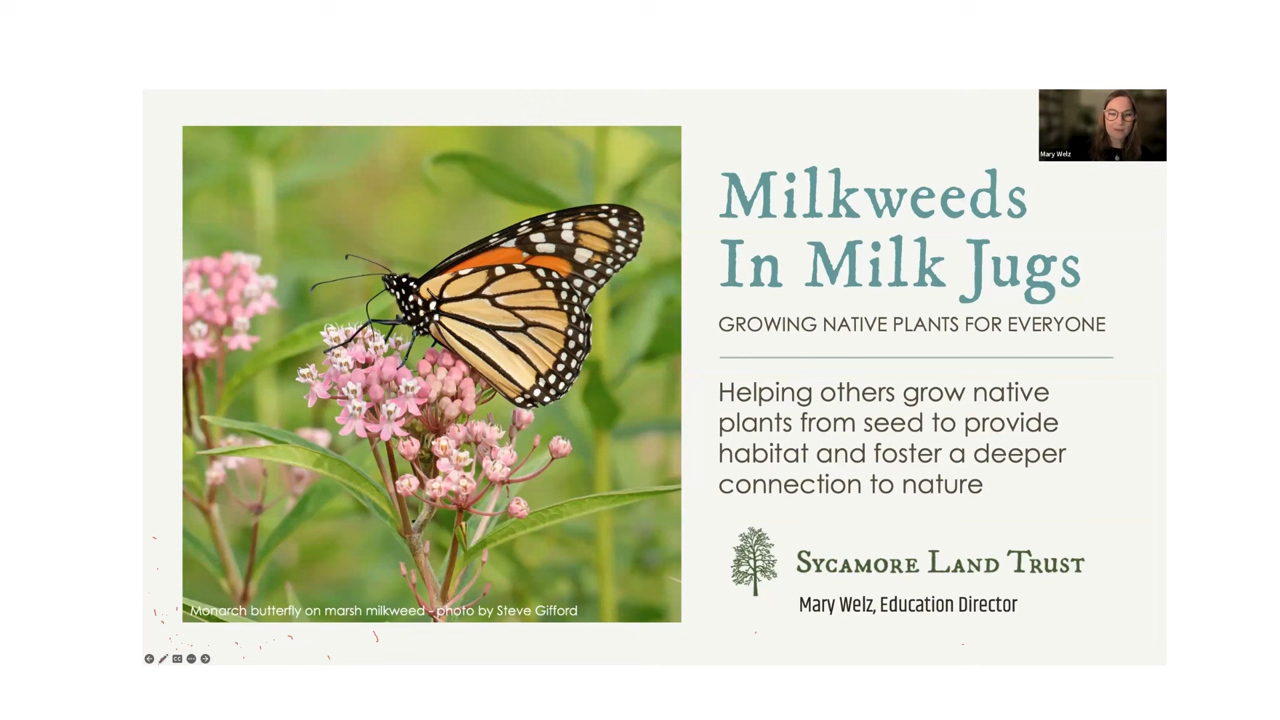 Mary Welz
Milkweeds
In Milk Jugs
GROWING NATIVE PLANTS FOR EVERYONE
Helping others grow native
plants from seed to provide
habitat and foster a deeper
connection to nature
SYCAMORE LAND TRUST
Mary Welz, Education Director
Monarch butterfly on marsh milkweed - photo by Steve Gifford
CC